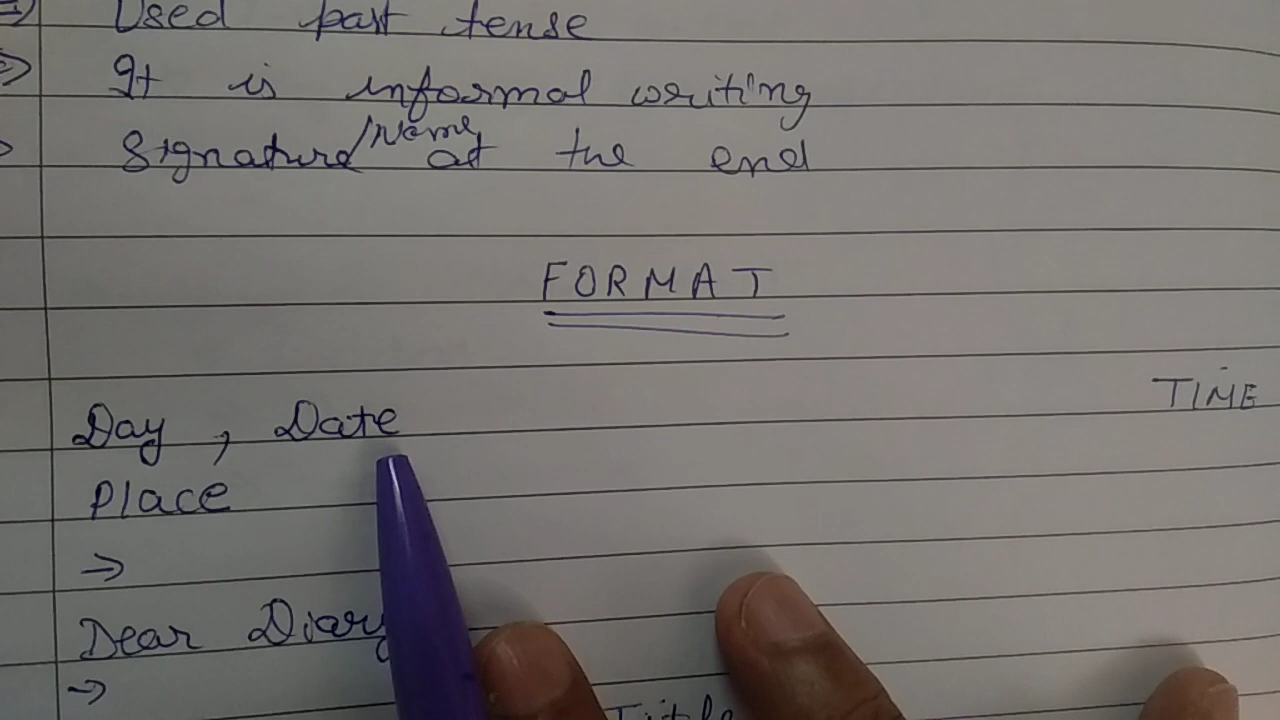 => Used past tense
=> It is informal writing
Signature/Name at the end
FORMAT
Day, Date TIME
Place
→
Dear Diary
→
Title